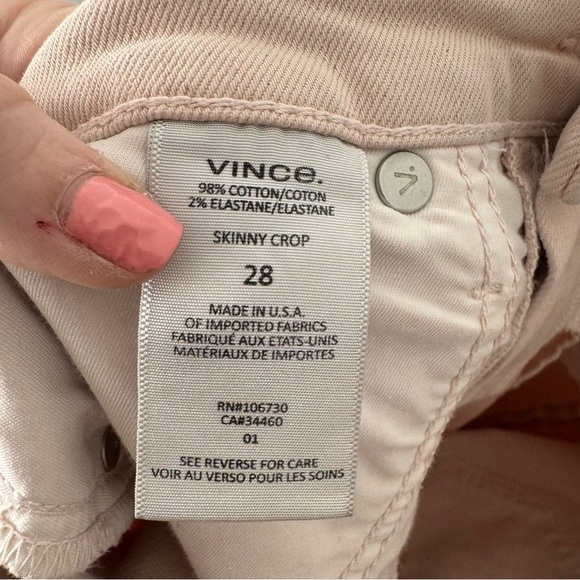 VINCE.
98% COTTON/COTON
2% ELASTANE/ELASTANE
SKINNY CROP
28
MADE IN U.S.A.
OF IMPORTED FABRICS
FABRIQUÉ AUX ETATS-UNIS
MATÉRIAUX DE IMPORTES
RN#106730
CA#34460
01
SEE REVERSE FOR CARE
VOIR AU VERSO POUR LES SOINS
V.